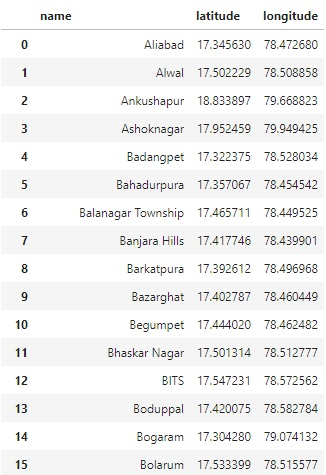 name latitude longitude
0 Aliabad 17.345630 78.472680
1 Alwal 17.502229 78.508858
2 Ankushapur 18.833897 79.668823
3 Ashoknagar 17.952459 79.949425
4 Badangpet 17.322375 78.528034
5 Bahadurpura 17.357067 78.454542
6 Balanagar Township 17.465711 78.449525
7 Banjara Hills 17.417746 78.439901
8 Barkatpura 17.392612 78.496968
9 Bazarghat 17.402787 78.460449
10 Begumpet 17.444020 78.462482
11 Bhaskar Nagar 17.501314 78.512777
12 BITS 17.547231 78.572562
13 Boduppal 17.420075 78.582784
14 Bogaram 17.304280 79.074132
15 Bolarum 17.533399 78.515577